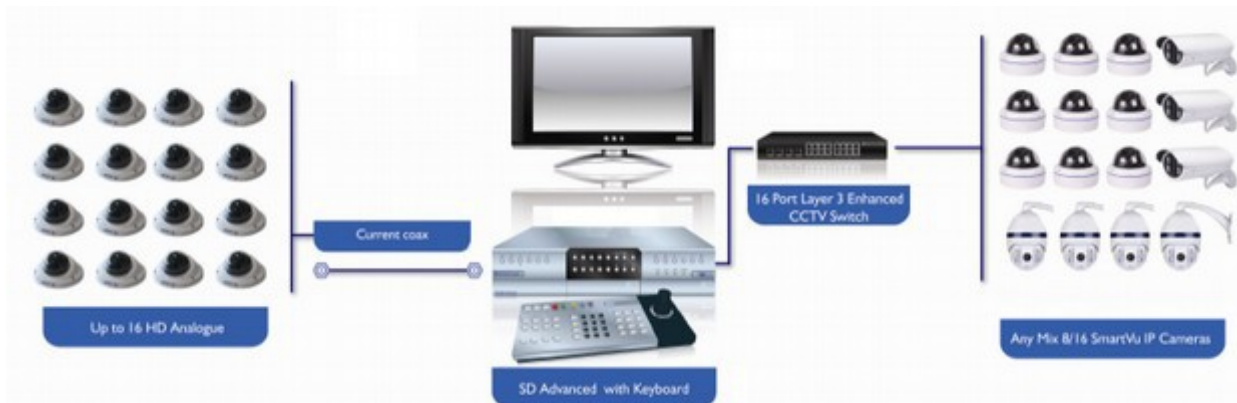 Current coax
Up to 16 HD Analogue
16 Port Layer 3 Enhanced
CCTV Switch
SD Advanced with Keyboard
Any Mix 8/16 SmartVu IP Cameras